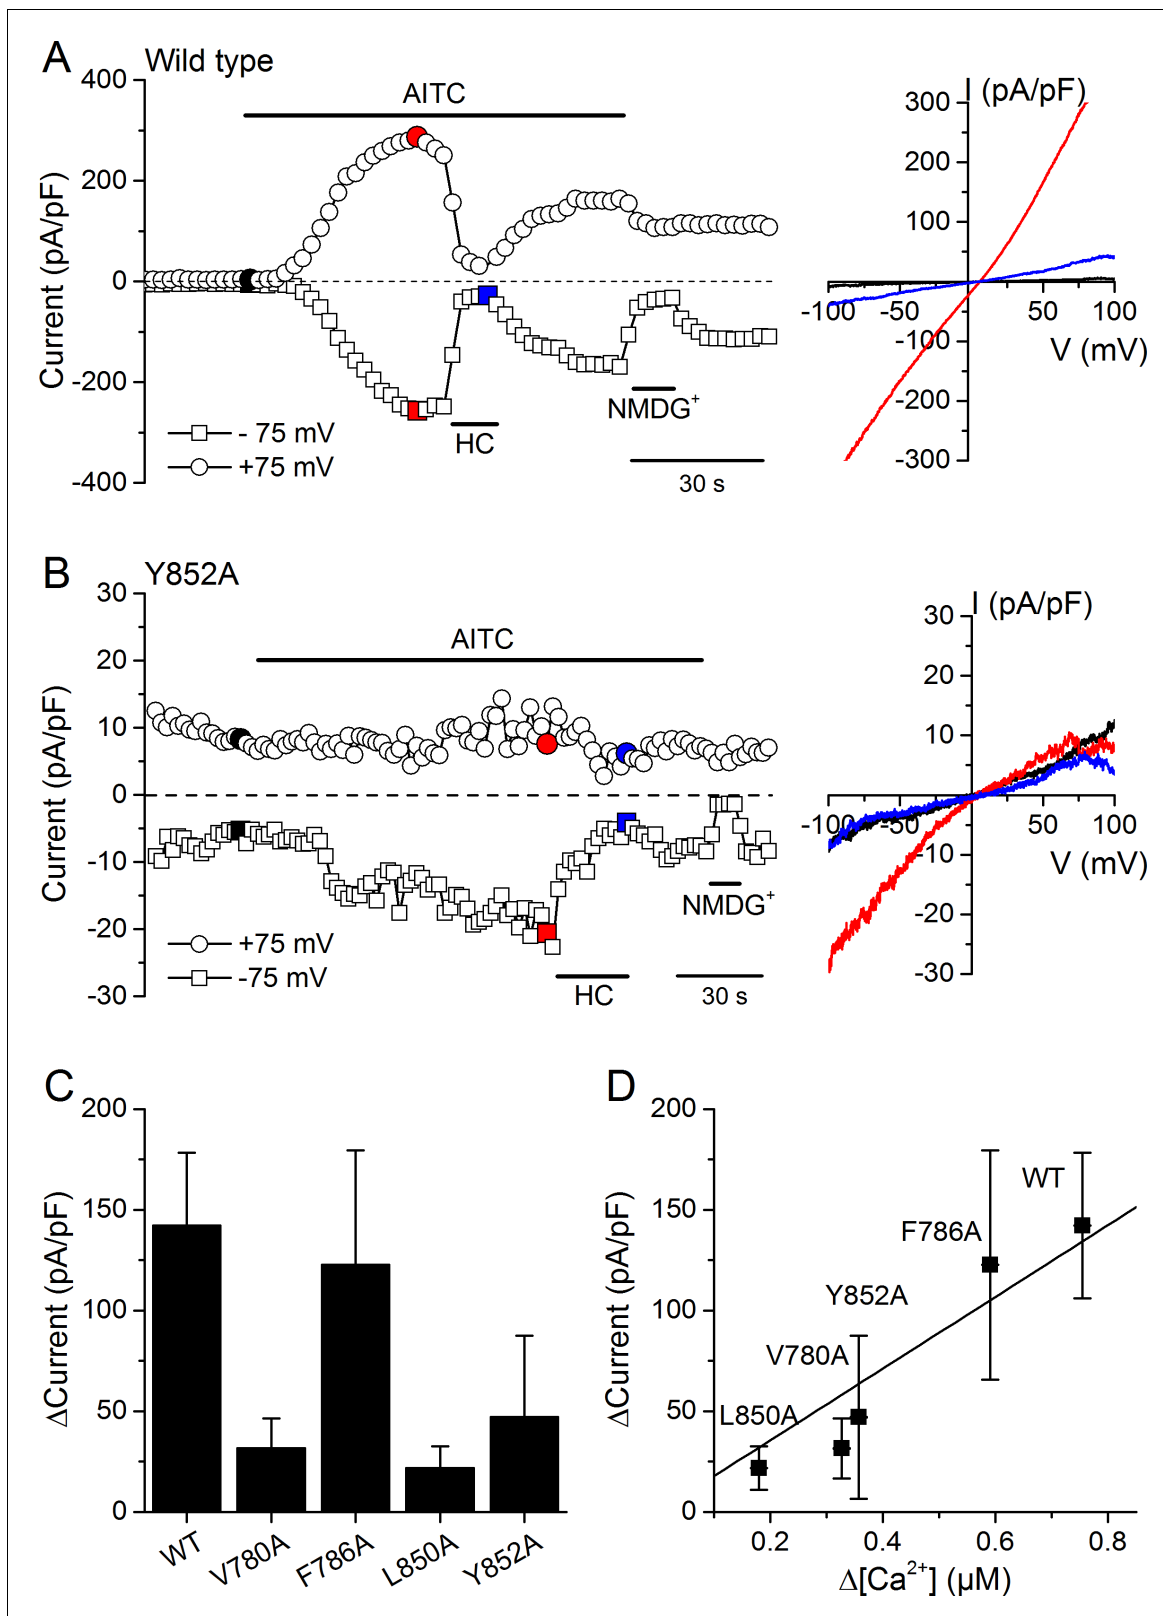 A
Wild type
400
200
0
-200
-400
Current (pA/pF)
AITC
HC
NMDG+
30 s
- 75 mV
+75 mV
I (pA/pF)
300
200
100
-100
50
100
-100
-200
-300
V (mV)
B
Y852A
30
20
10
0
-10
-20
-30
Current (pA/pF)
AITC
NMDG+
HC
30 s
+75 mV
-75 mV
I (pA/pF)
30
20
10
-100
-50
50
100
-10
-20
-30
V (mV)
C
200
150
100
50
0
ΔCurrent (pA/pF)
WT
V780A
F786A
L850A
Y852A
D
200
150
100
50
0
ΔCurrent (pA/pF)
WT
F786A
Y852A
V780A
L850A
0.2
0.4
0.6
0.8
Δ[Ca2+] (μM)